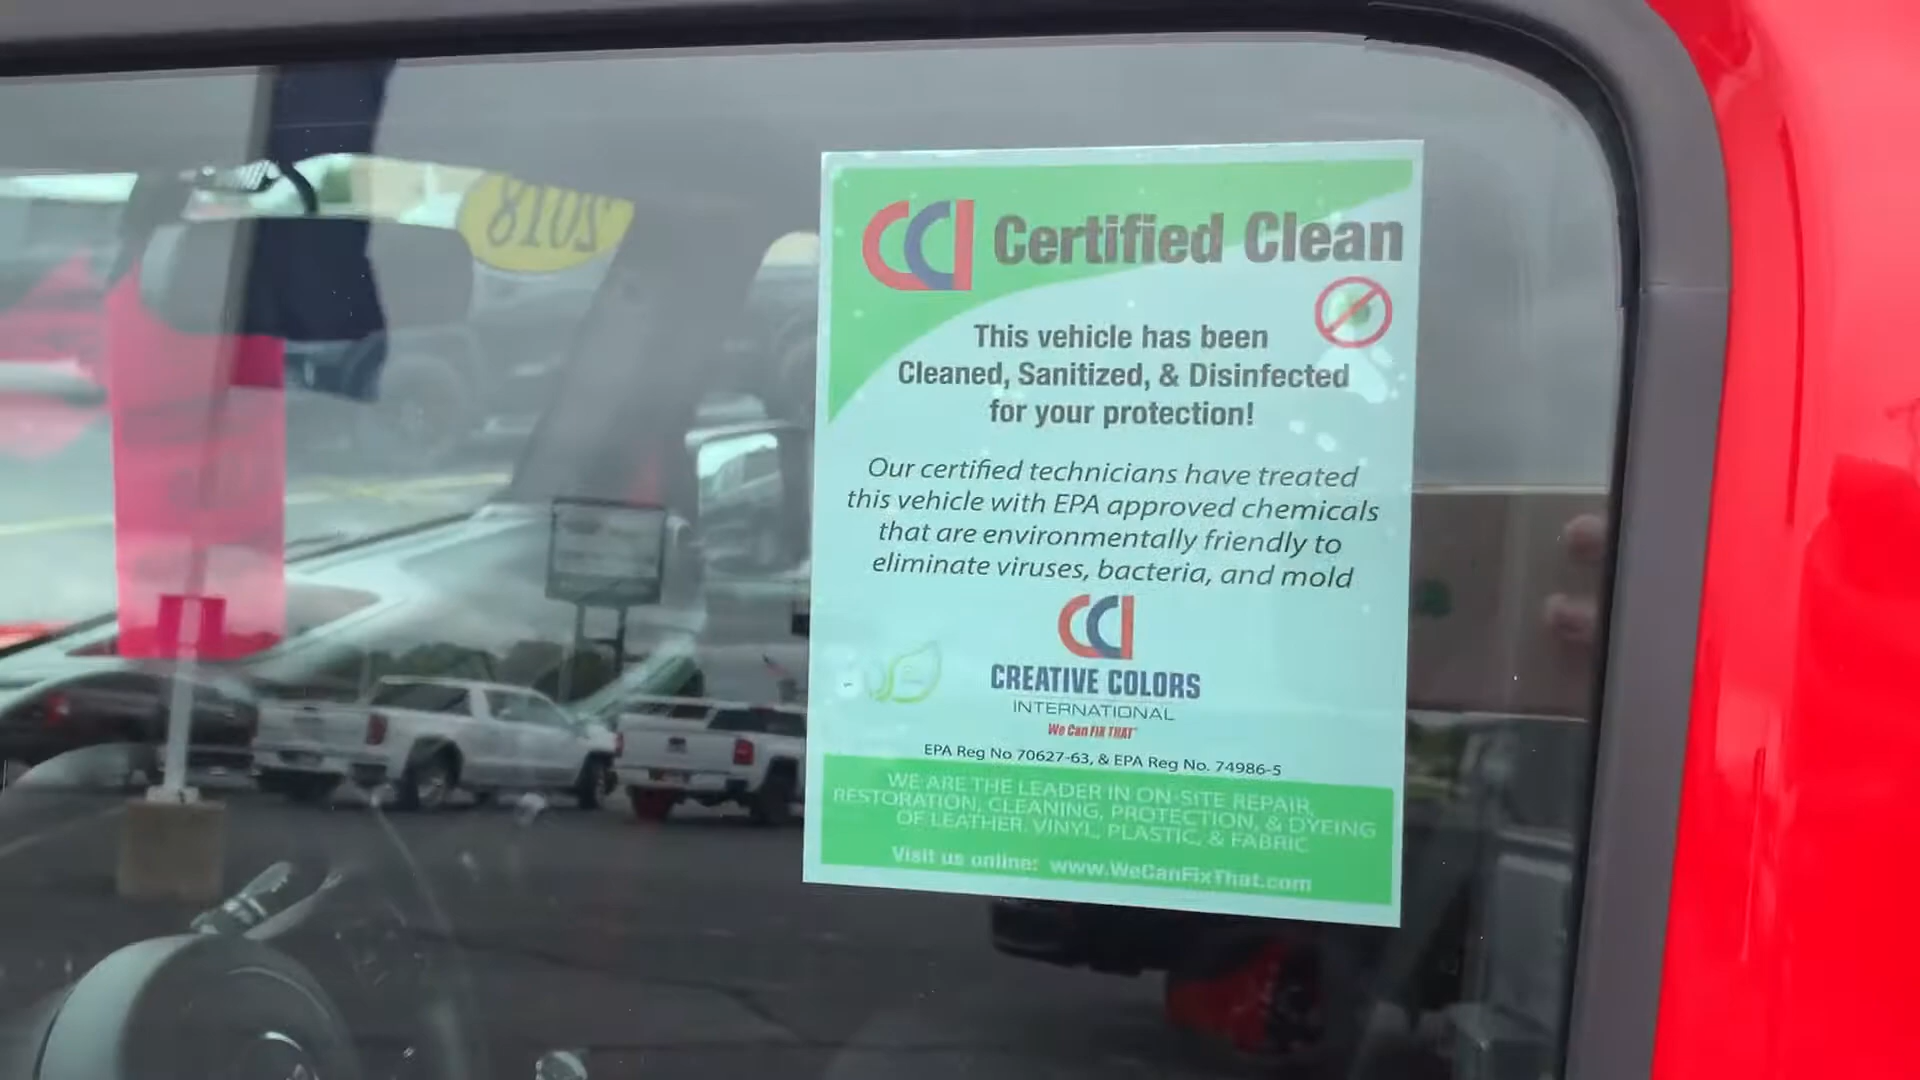 2018
CCI Certified Clean
This vehicle has been
Cleaned, Sanitized, & Disinfected
for your protection!
Our certified technicians have treated
this vehicle with EPA approved chemicals
that are environmentally friendly to
eliminate viruses, bacteria, and mold
CCI
CREATIVE COLORS
INTERNATIONAL
We Can FIX THAT™
EPA Reg No 70627-63, & EPA Reg No. 74986-5
WE ARE THE LEADER IN ON-SITE REPAIR,
RESTORATION, CLEANING, PROTECTION, & DYEING
OF LEATHER, VINYL, PLASTIC, & FABRIC
Visit us online: www.WeCanFixThat.com